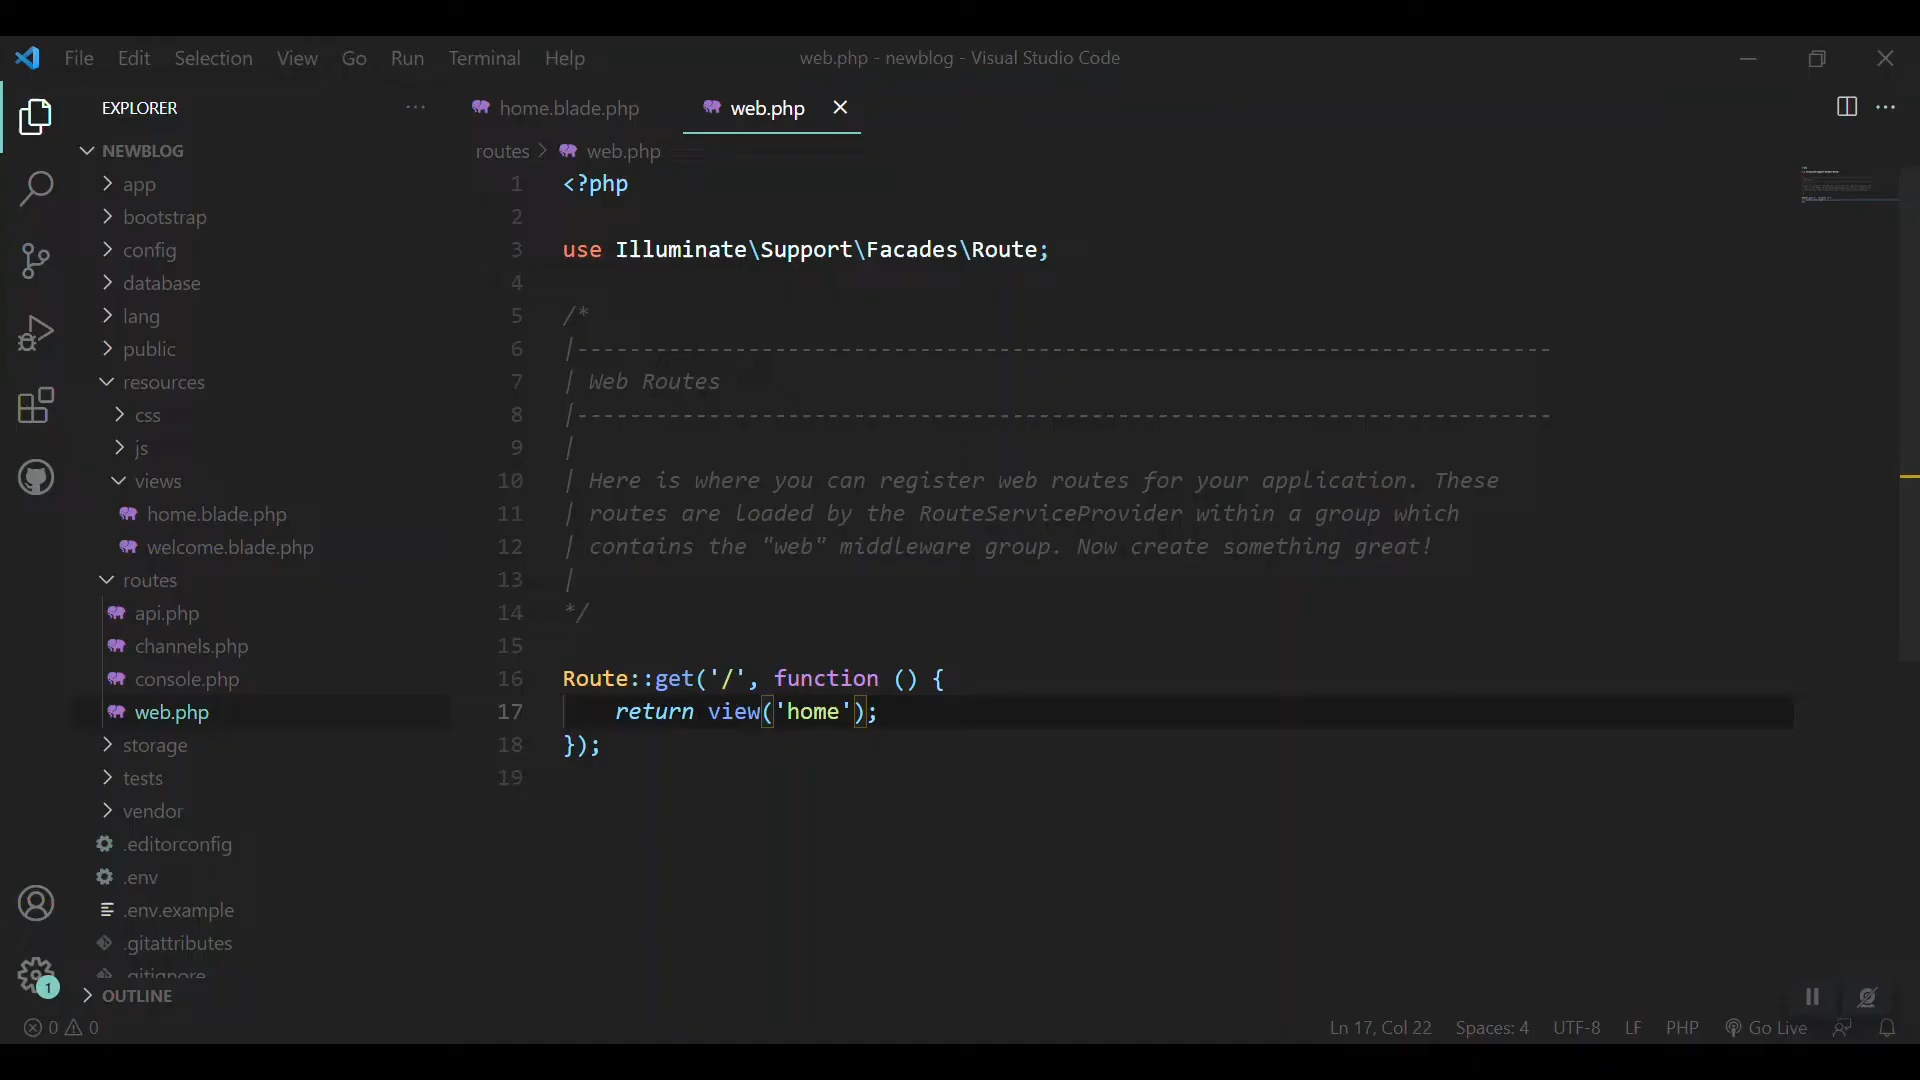 File Edit Selection View Go Run Terminal Help web.php - newblog - Visual Studio Code
EXPLORER
home.blade.php web.php
NEWBLOG
routes > web.php
app
bootstrap
config
database
lang
public
resources
css
js
views
home.blade.php
welcome.blade.php
routes
api.php
channels.php
console.php
web.php
storage
tests
vendor
.editorconfig
.env
.env.example
.gitattributes
.gitignore
OUTLINE
1 <?php
2
3 use Illuminate\Support\Facades\Route;
4
5 /*
6 |--------------------------------------------------------------------------
7 | Web Routes
8 |--------------------------------------------------------------------------
9 |
10 | Here is where you can register web routes for your application. These
11 | routes are loaded by the RouteServiceProvider within a group which
12 | contains the "web" middleware group. Now create something great!
13 |
14 */
15
16 Route::get('/', function () {
17     return view('home');
18 });
19
1
0 0 Ln 17, Col 22 Spaces: 4 UTF-8 LF PHP Go Live